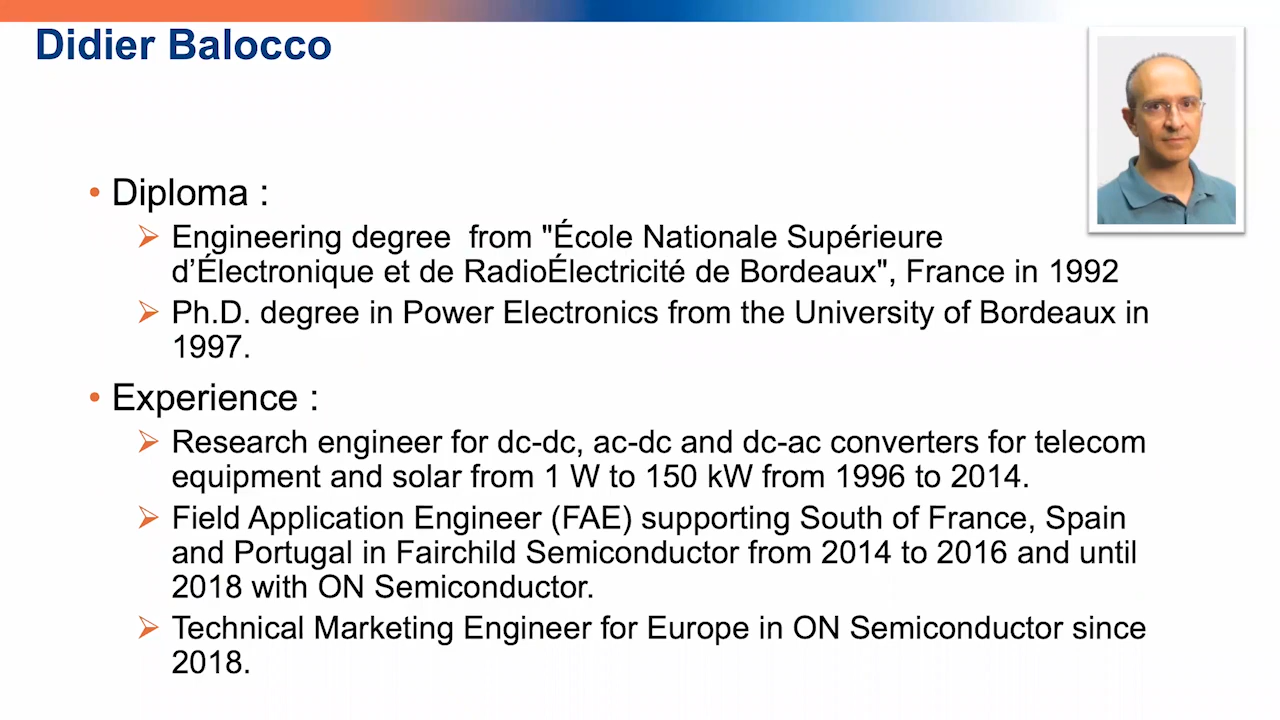 Didier Balocco
• Diploma :
➢ Engineering degree  from "École Nationale Supérieure
d’Électronique et de RadioÉlectricité de Bordeaux", France in 1992
➢ Ph.D. degree in Power Electronics from the University of Bordeaux in
1997.
• Experience :
➢ Research engineer for dc-dc, ac-dc and dc-ac converters for telecom
equipment and solar from 1 W to 150 kW from 1996 to 2014.
➢ Field Application Engineer (FAE) supporting South of France, Spain
and Portugal in Fairchild Semiconductor from 2014 to 2016 and until
2018 with ON Semiconductor.
➢ Technical Marketing Engineer for Europe in ON Semiconductor since
2018.